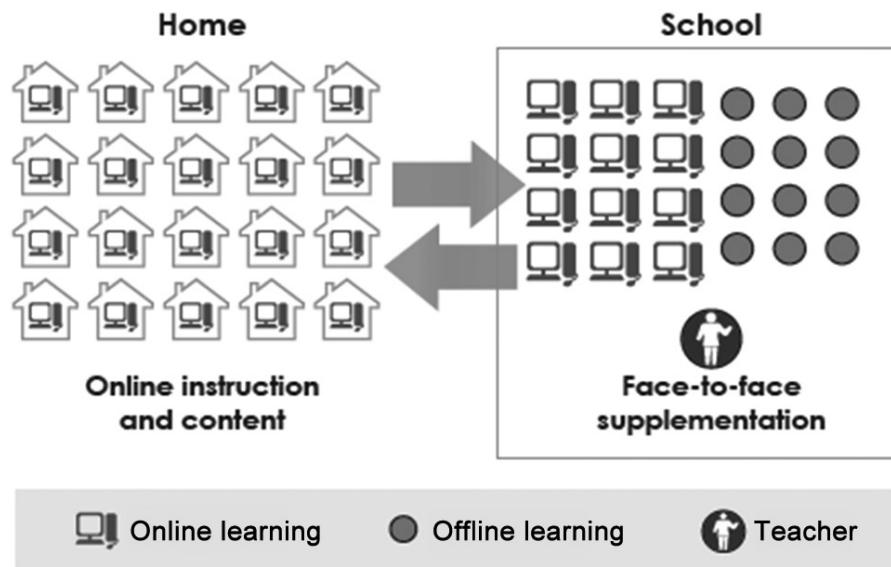 Home
School
Online instruction
and content
Face-to-face
supplementation
Online learning
Offline learning
Teacher